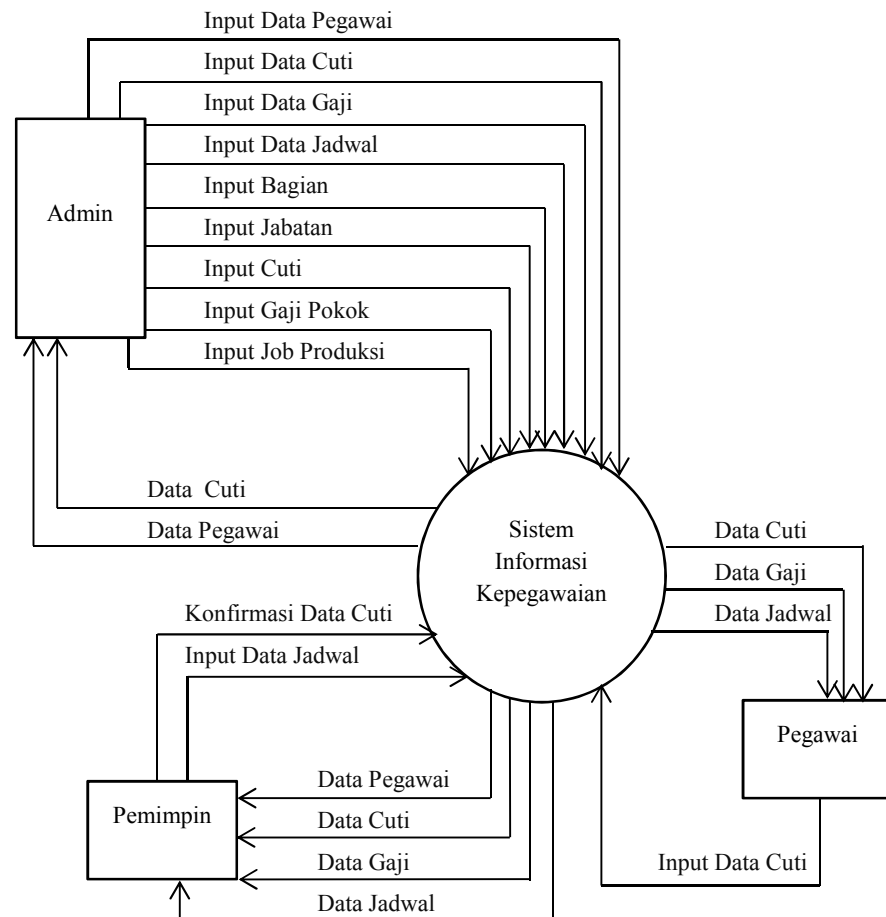 Input Data Pegawai
Input Data Cuti
Input Data Gaji
Input Data Jadwal
Input Bagian
Input Jabatan
Input Cuti
Input Gaji Pokok
Input Job Produksi
Admin
Data Cuti
Data Pegawai
Sistem
Informasi
Kepegawaian
Data Cuti
Data Gaji
Data Jadwal
Konfirmasi Data Cuti
Input Data Jadwal
Pegawai
Pemimpin
Data Pegawai
Data Cuti
Data Gaji
Data Jadwal
Input Data Cuti